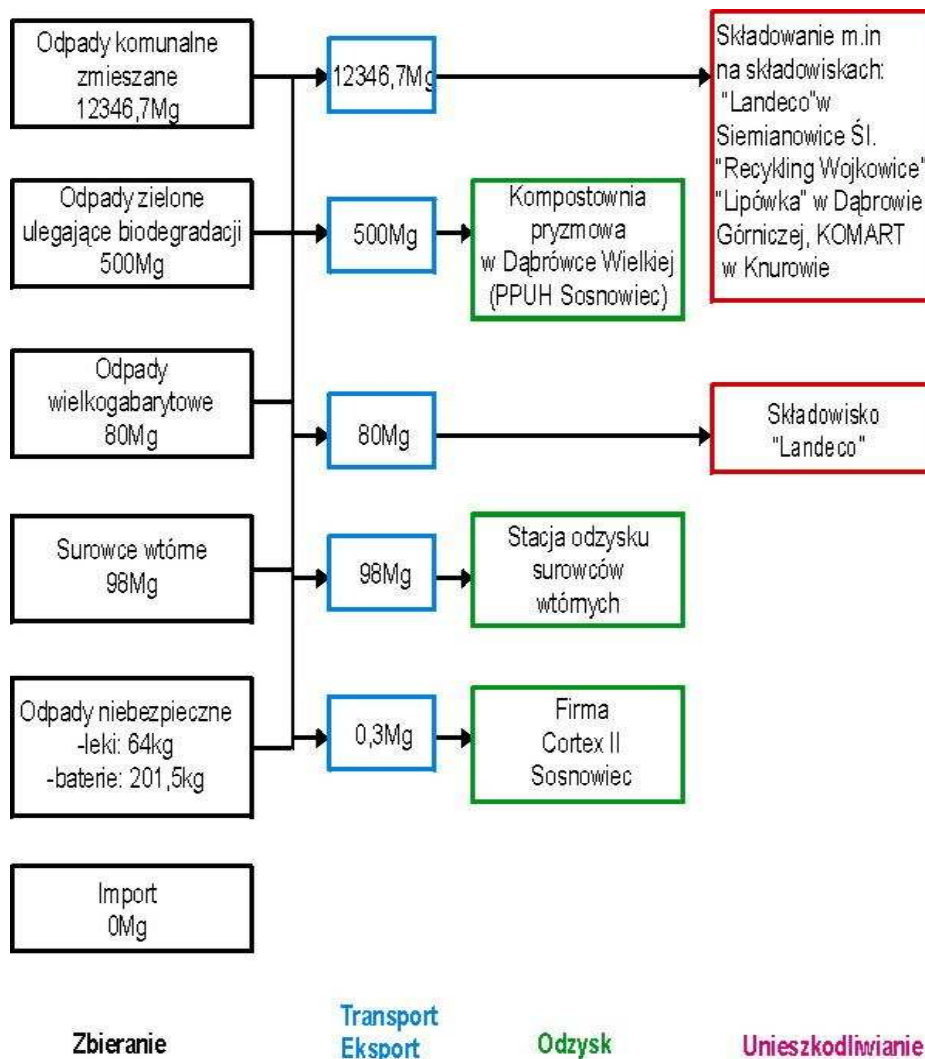 Odpady komunalne
zmieszane
12346,7Mg
12346,7Mg
Składowanie m.in
na składowiskach:
"Landeco"w
Siemianowice Śl.
"Recykling Wojkowice"
"Lipówka" w Dąbrowie
Górniczej, KOMART
w Knurowie
Odpady zielone
ulegające biodegradacji
500Mg
500Mg
Kompostownia
pryzmowa
w Dąbrówce Wielkiej
(PPUH Sosnowiec)
Odpady
wielkogabarytowe
80Mg
80Mg
Składowisko
"Landeco"
Surowce wtórne
98Mg
98Mg
Stacja odzysku
surowców
wtórnych
Odpady niebezpieczne
-leki: 64kg
-baterie: 201,5kg
0,3Mg
Firma
Cortex II
Sosnowiec
Import
0Mg
Zbieranie
Transport
Eksport
Odzysk
Unieszkodliwianie